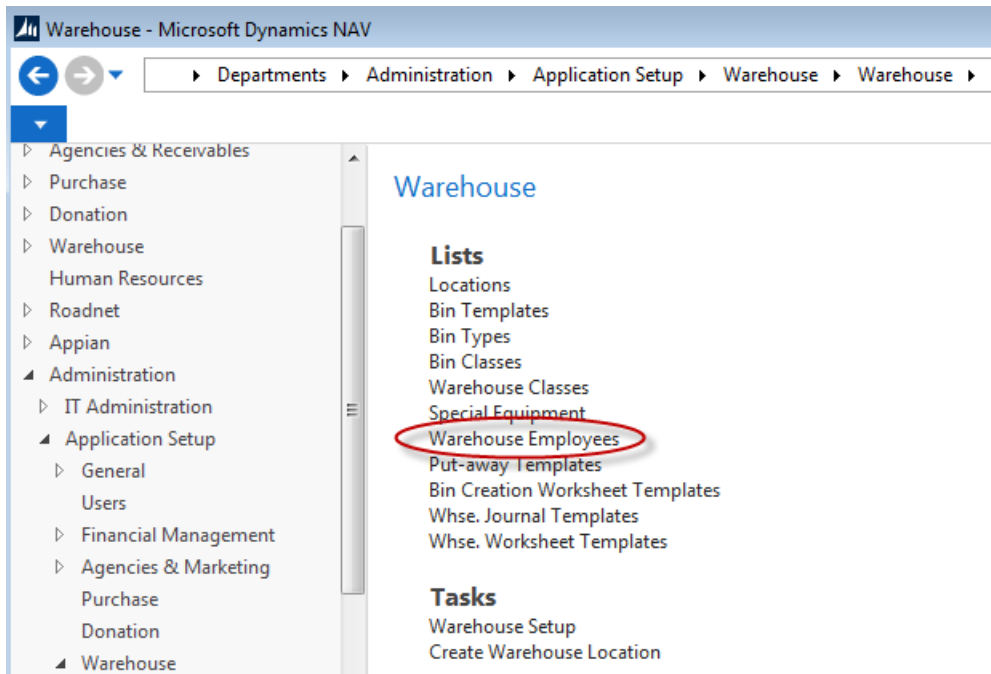 Warehouse - Microsoft Dynamics NAV
Departments Administration Application Setup Warehouse Warehouse
Agencies & Receivables
Purchase
Donation
Warehouse
Human Resources
Roadnet
Appian
Administration
IT Administration
Application Setup
General
Users
Financial Management
Agencies & Marketing
Purchase
Donation
Warehouse
Warehouse
Lists
Locations
Bin Templates
Bin Types
Bin Classes
Warehouse Classes
Special Equipment
Warehouse Employees
Put-away Templates
Bin Creation Worksheet Templates
Whse. Journal Templates
Whse. Worksheet Templates
Tasks
Warehouse Setup
Create Warehouse Location